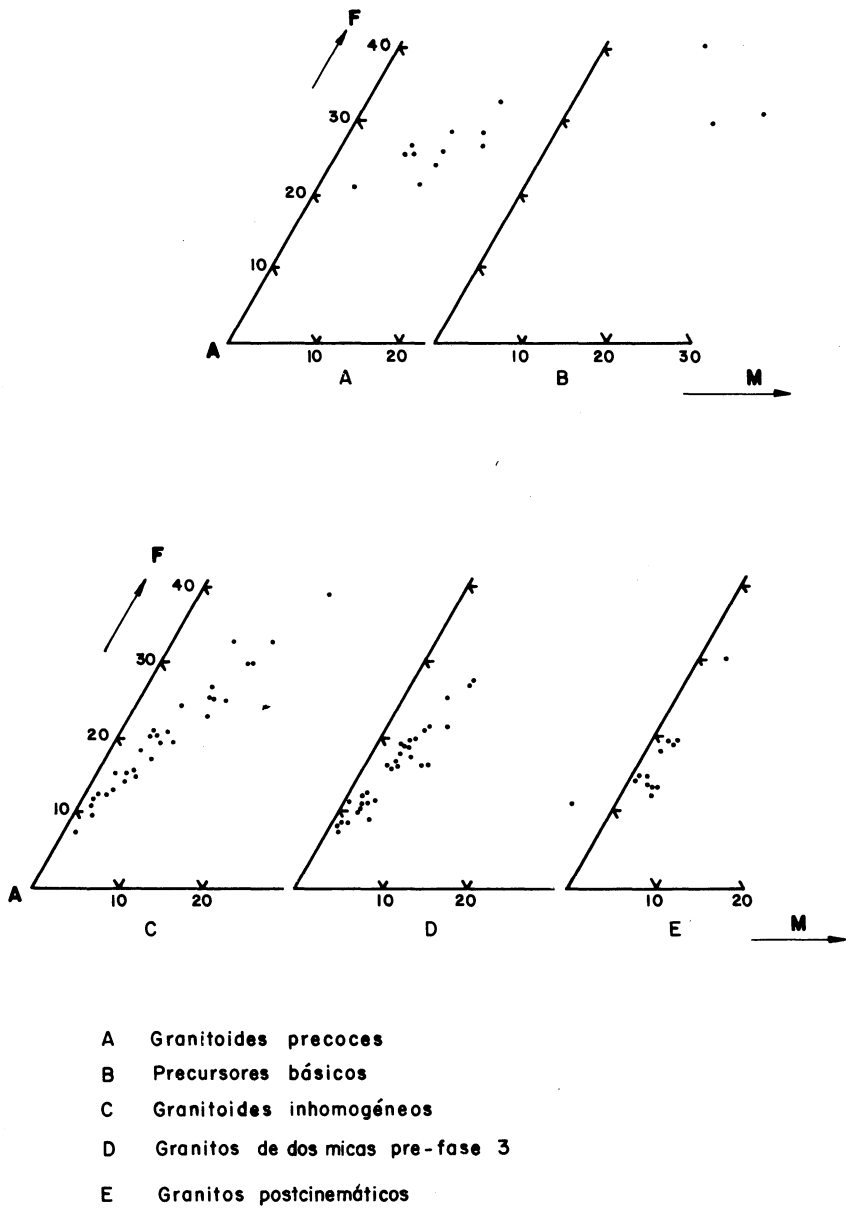 F
40
30
20
10
A
10 20
10 20 30
A B M
F
40
30
20
10
A
10 20
10 20
10 20
C D E M
A Granitoides precoces
B Precursores básicos
C Granitoides inhomogéneos
D Granitos de dos micas pre-fase 3
E Granitos postcinemáticos